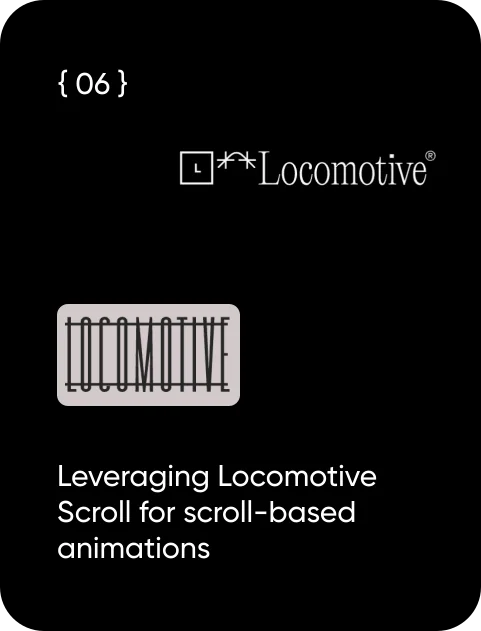 { 06 }
L Locomotive®
LOCOMOTIVE
Leveraging Locomotive
Scroll for scroll-based
animations